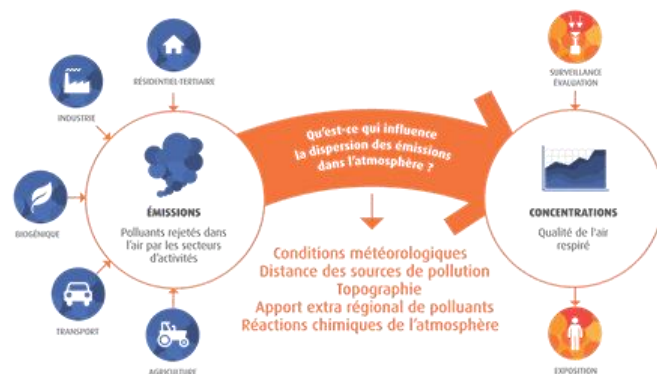 RÉSIDENTIEL-TERTIAIRE
INDUSTRIE
BIOGÉNIQUE
TRANSPORT
AGRICULTURE
ÉMISSIONS
Polluants rejetés dans
l'air par les secteurs
d'activités
Qu'est-ce qui influence
la dispersion des émissions
dans l'atmosphère ?
Conditions météorologiques
Distance des sources de pollution
Topographie
Apport extra régional de polluants
Réactions chimiques de l'atmosphère
SURVEILLANCE
ÉVALUATION
CONCENTRATIONS
Qualité de l'air
respiré
EXPOSITION